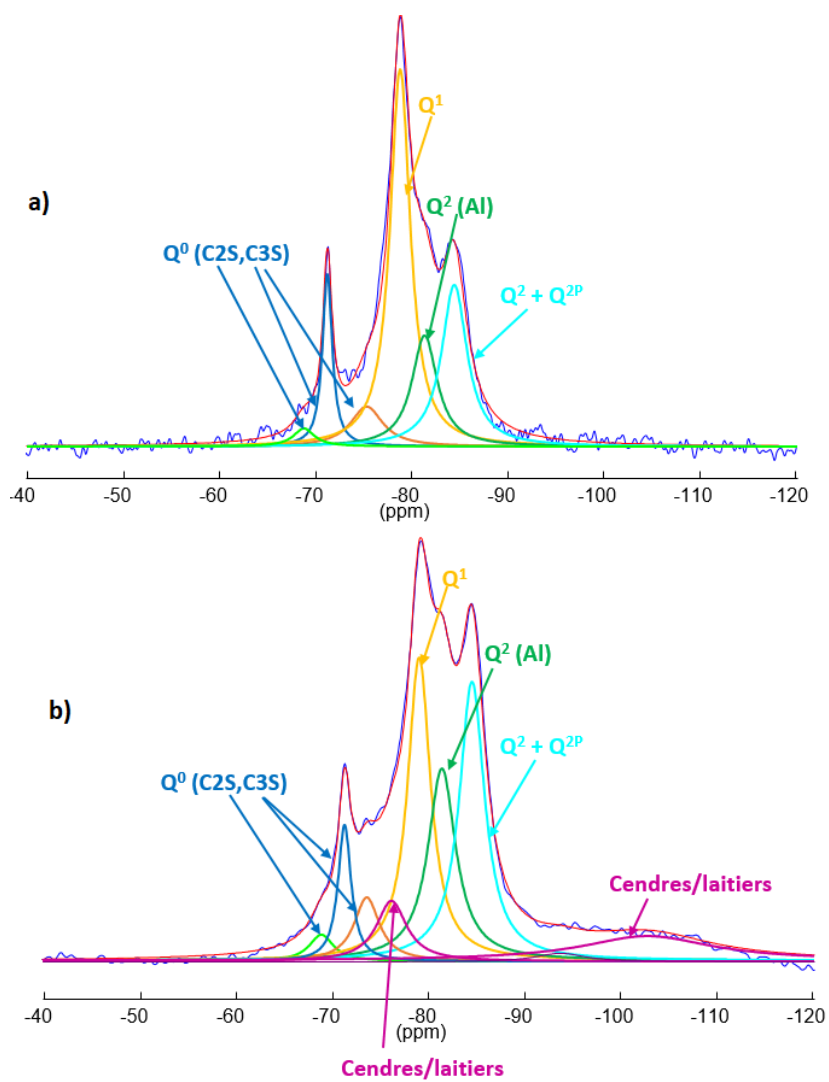 a)
Q¹
Q² (Al)
Q⁰ (C2S,C3S)
Q² + Q²ᴾ
-40 -50 -60 -70 -80 -90 -100 -110 -120
(ppm)
b)
Q¹
Q² (Al)
Q² + Q²ᴾ
Q⁰ (C2S,C3S)
Cendres/laitiers
-40 -50 -60 -70 -80 -90 -100 -110 -120
(ppm)
Cendres/laitiers